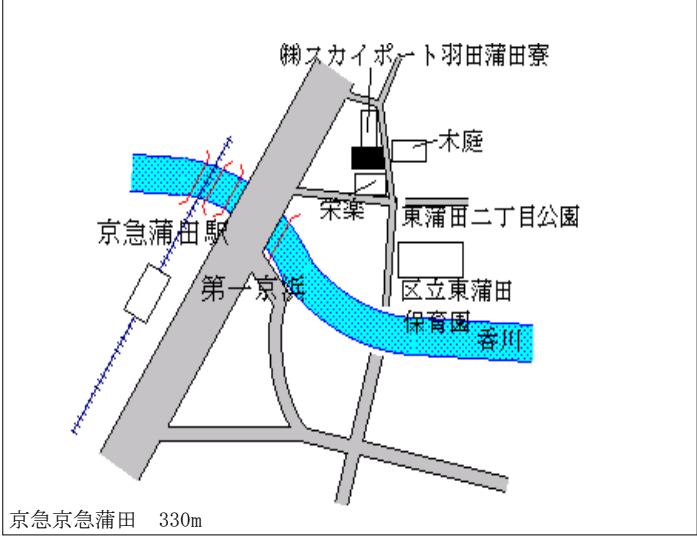 ㈱スカイポート羽田蒲田寮
木庭
栄楽
東蒲田二丁目公園
京急蒲田駅
第一京浜
区立東蒲田
保育園
呑川
京急京急蒲田　330m